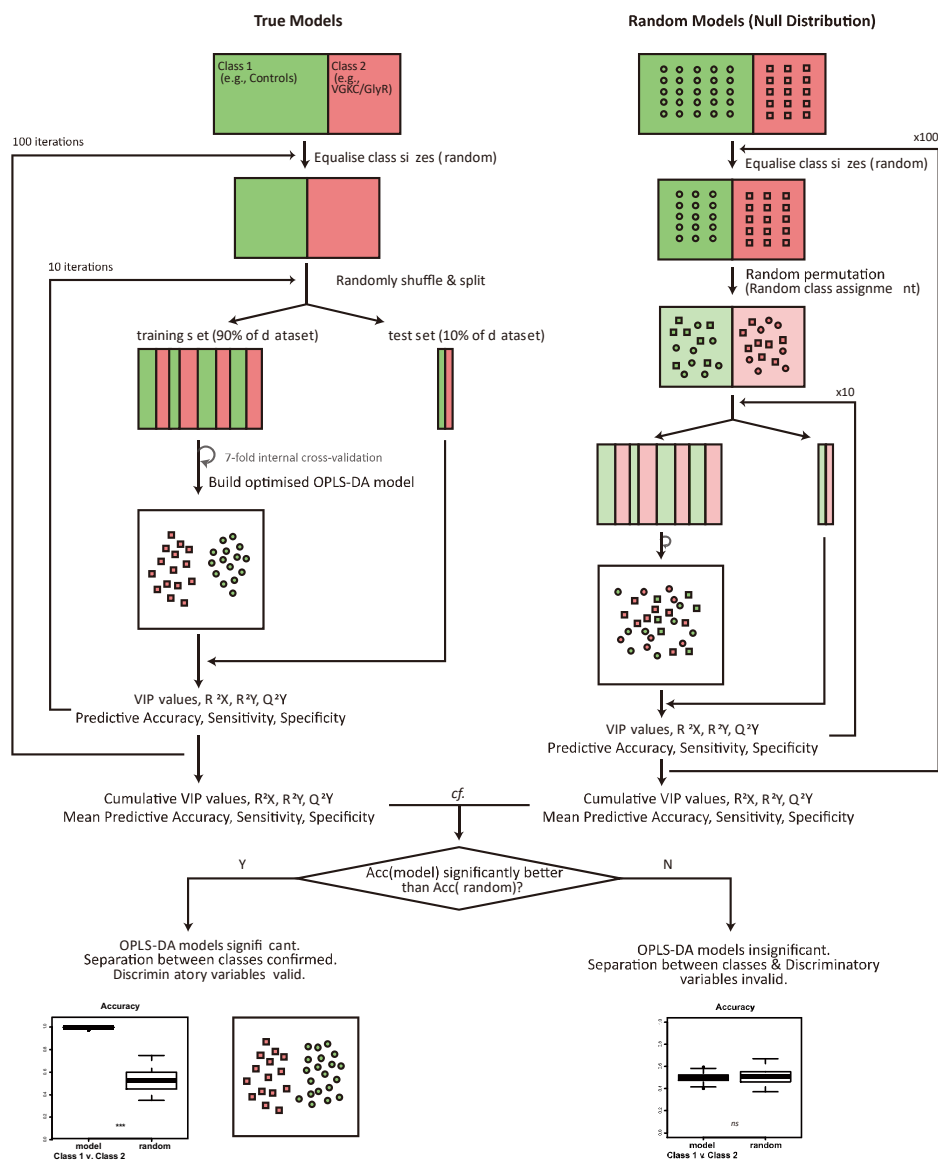 True Models
Random Models (Null Distribution)
Class 1
(e.g., Controls)
Class 2
(e.g.,
VGKC/GlyR)
100 iterations
Equalise class si zes (random)
x100
Equalise class si zes (random)
10 iterations
Randomly shuffle & split
Random permutation
(Random class assignme nt)
training s et (90% of d ataset)
test set (10% of d ataset)
x10
7-fold internal cross-validation
Build optimised OPLS-DA model
VIP values, R ²X, R²Y, Q²Y
Predictive Accuracy, Sensitivity, Specificity
VIP values, R ²X, R²Y, Q²Y
Predictive Accuracy, Sensitivity, Specificity
Cumulative VIP values, R²X, R²Y, Q²Y
Mean Predictive Accuracy, Sensitivity, Specificity
cf.
Cumulative VIP values, R²X, R²Y, Q²Y
Mean Predictive Accuracy, Sensitivity, Specificity
Y
Acc(model) significantly better
than Acc( random)?
N
OPLS-DA models signifi cant.
Separation between classes confirmed.
Discrimin atory variables valid.
OPLS-DA models insignificant.
Separation between classes & Discriminatory
variables invalid.
Accuracy
***
model
random
Class 1 v. Class 2
Accuracy
ns
model
random
Class 1 v. Class 2